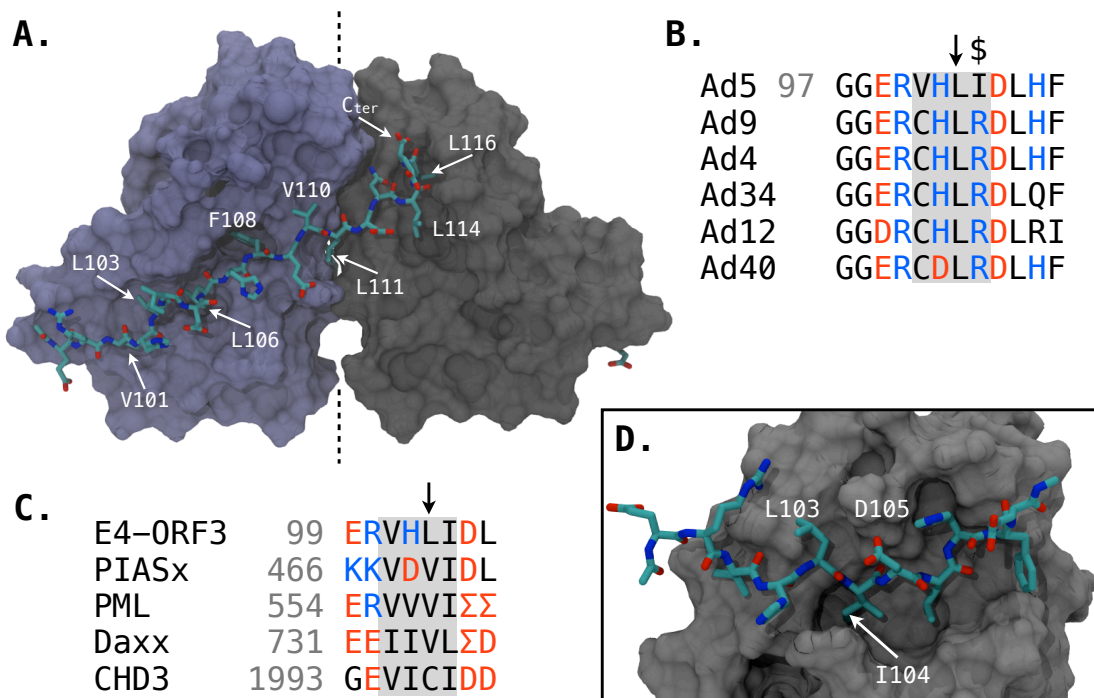 A.
Cter
L116
V110
F108
L114
L103
L111
L106
V101
B.
↓ $
Ad5 97 GGERVHLIDLHF
Ad9 GGERCHLRDLHF
Ad4 GGERCHLRDLHF
Ad34 GGERCHLRDLQF
Ad12 GGDRCHLRDLRI
Ad40 GGERCDLRDLHF
C.
↓
E4-ORF3 99 ERVHLIDL
PIASx 466 KKVDVIDL
PML 554 ERVVVIΣΣ
Daxx 731 EEIIVLΣD
CHD3 1993 GEVICIDD
D.
L103 D105
I104